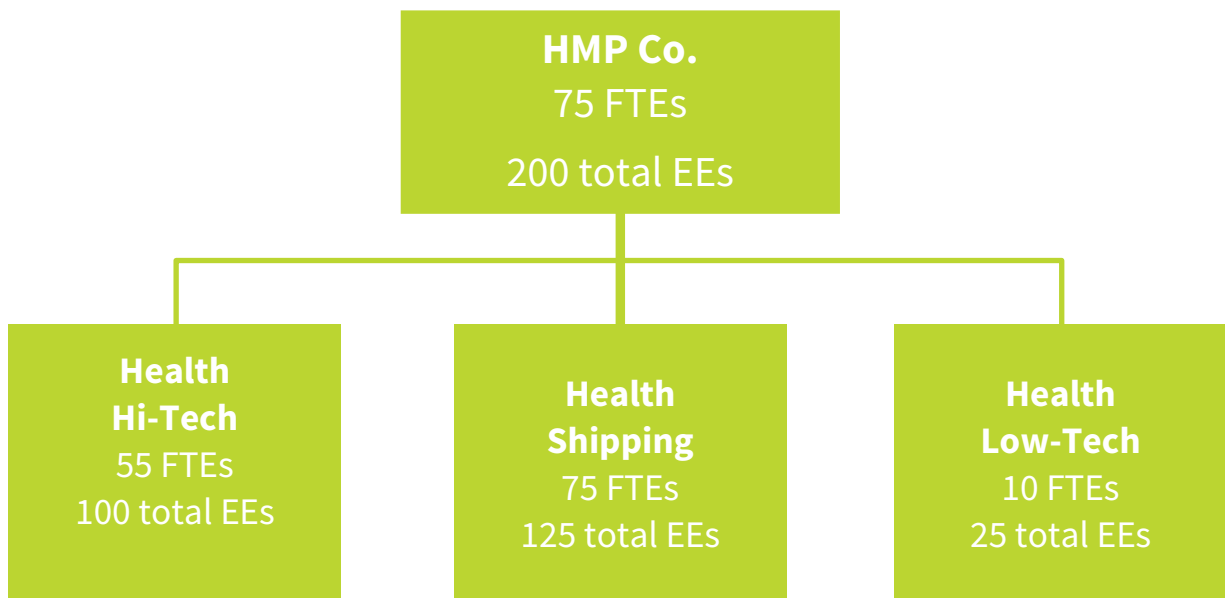 HMP Co.
75 FTEs
200 total EEs
Health
Hi-Tech
55 FTEs
100 total EEs
Health
Shipping
75 FTEs
125 total EEs
Health
Low-Tech
10 FTEs
25 total EEs